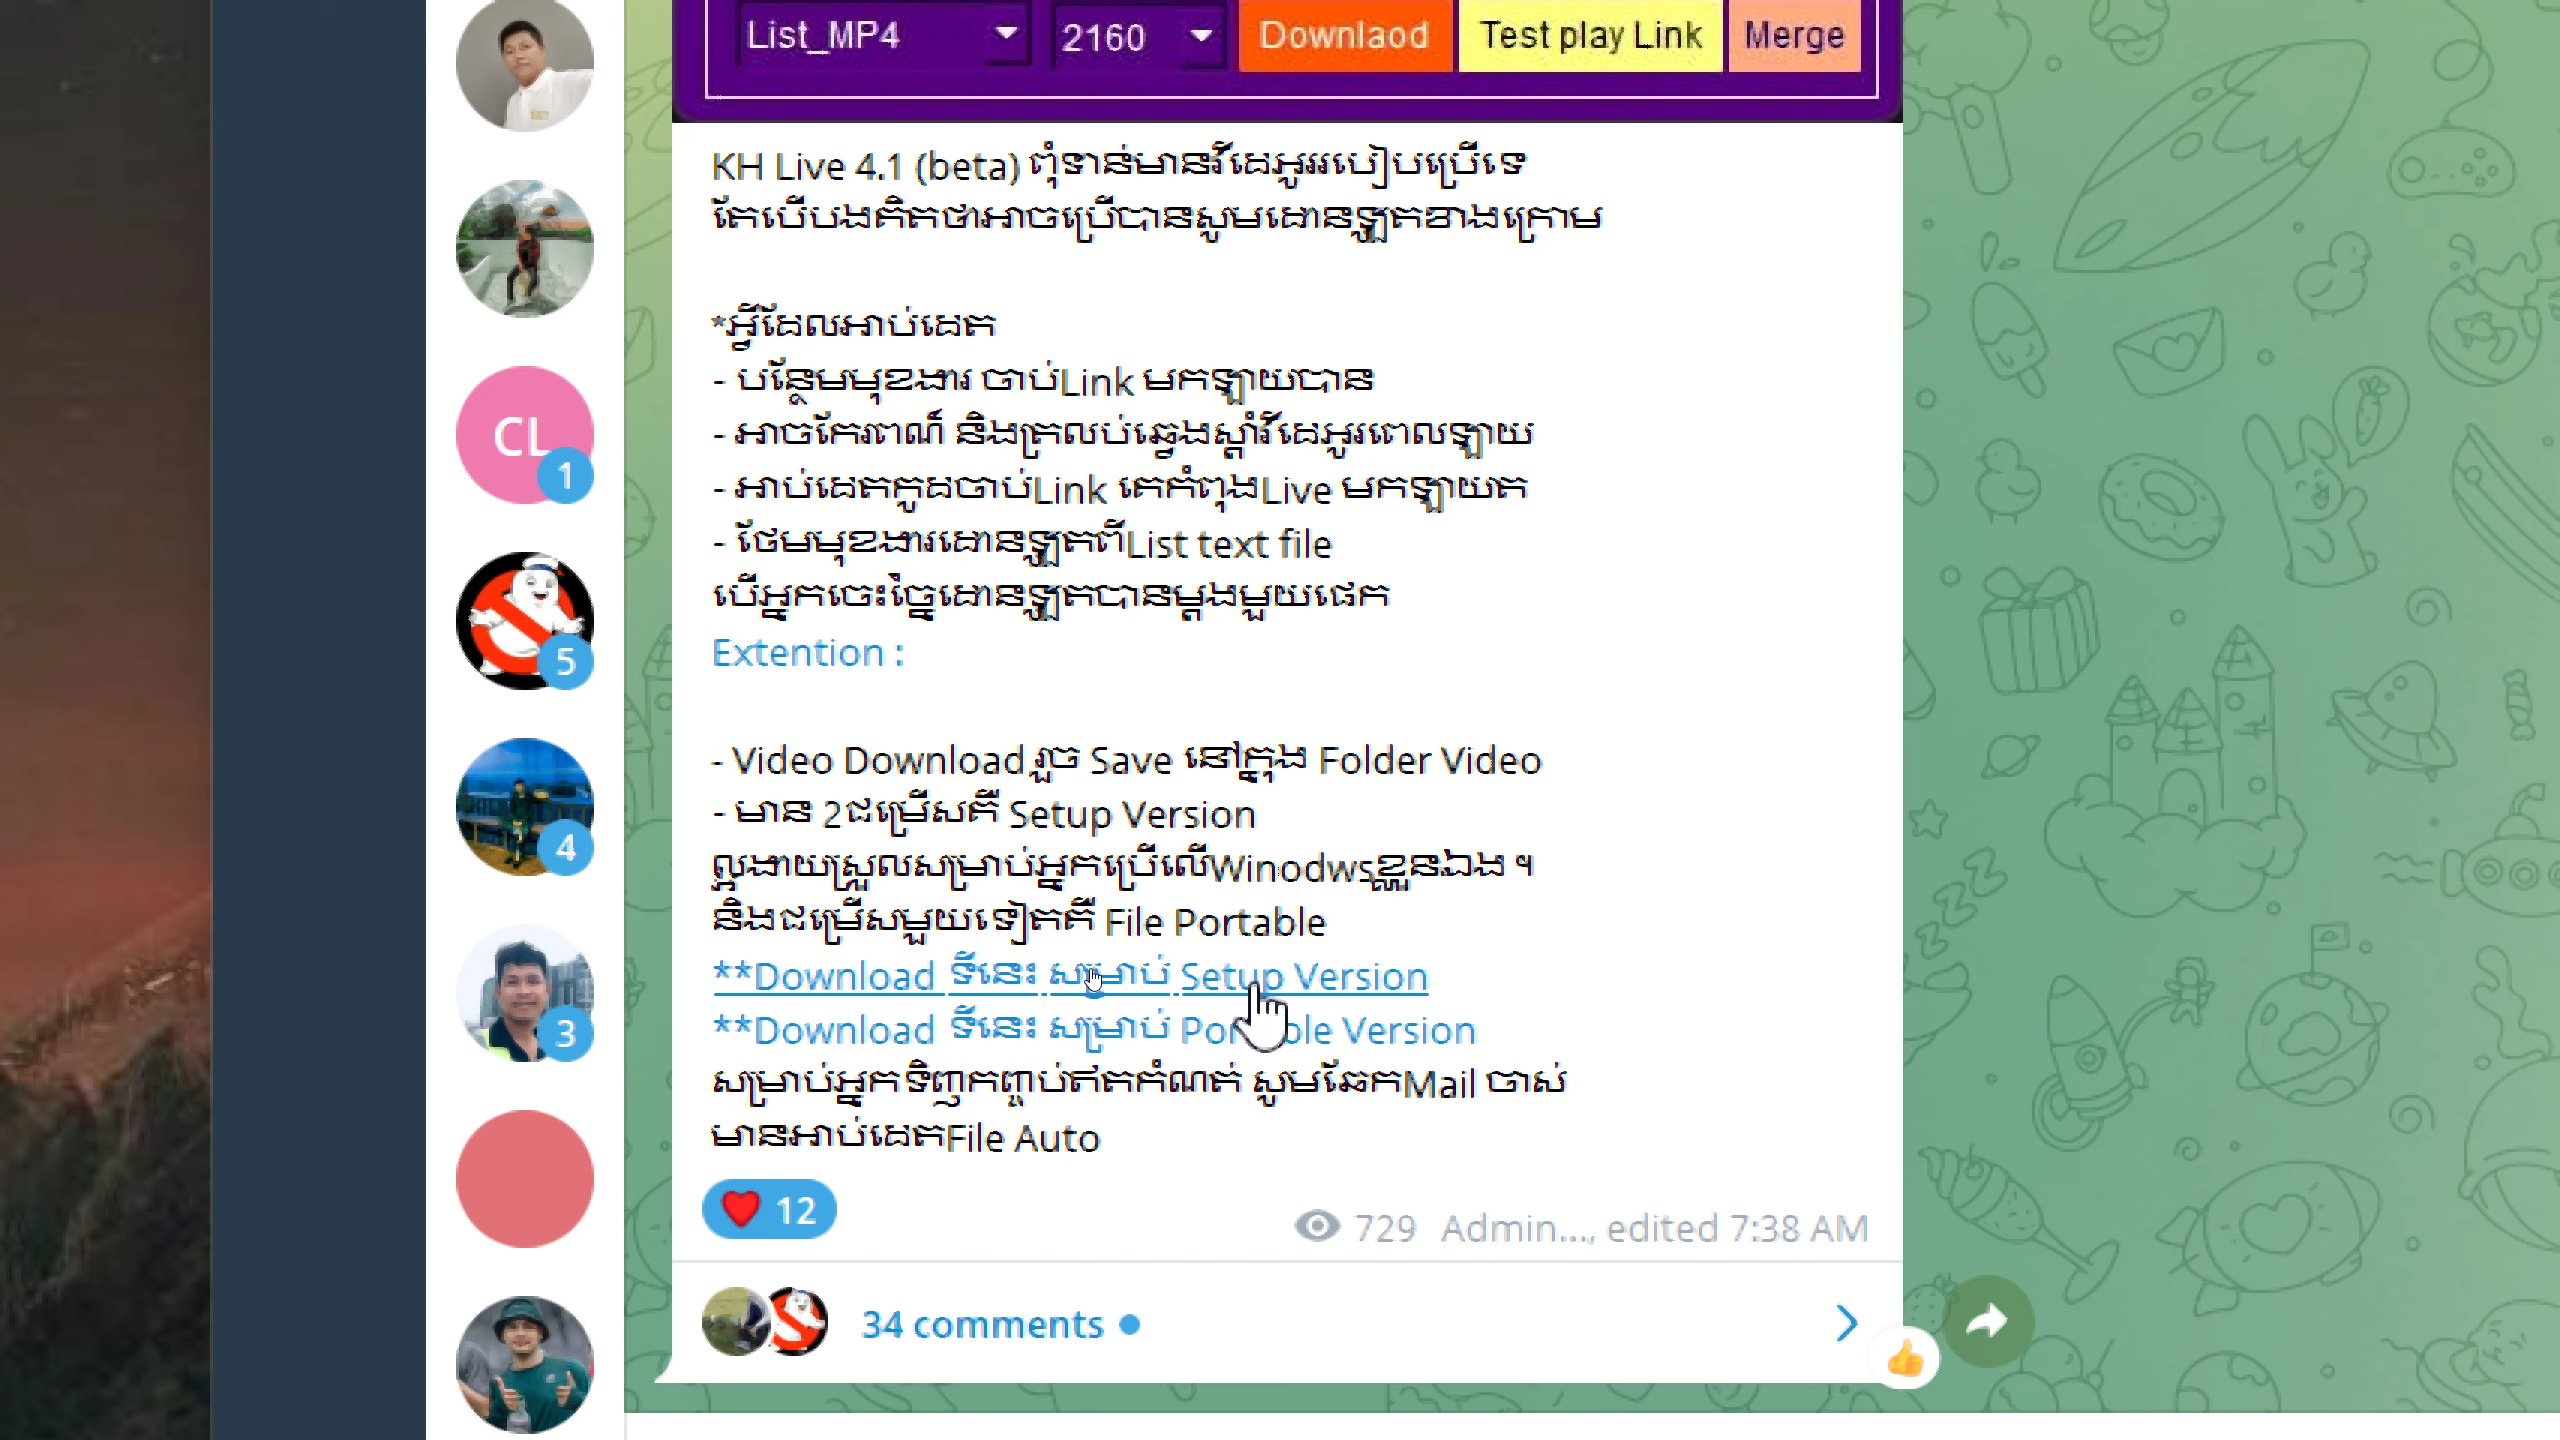 List_MP4 2160 Downlaod Test play Link Merge
KH Live 4.1 (beta) ពុំទាន់មានវីដេអូររបៀបប្រើទេ
តែបើបងគិតថាអាចប្រើបានសូមដោនឡូតខាងក្រោម
*អ្វីដែលអាប់ដេត
- បន្ថែមមុខងារ ចាប់Link មកឡាយបាន
- អាចកែរពណ៌ និងត្រលប់ឆ្វេងស្តាំវីដេអូរពេលឡាយ
- អាប់ដេតកូដចាប់Link គេកំពុងLive មកឡាយត
- ថែមមុខងារដោនឡូតពីList text file
បើអ្នកចេះច្នៃដោនឡូតបានម្តងមួយផេក
Extention :
- Video Downloadរួច Save នៅក្នុង Folder Video
- មាន 2ជម្រើសគឺ Setup Version
ល្អងាយស្រួលសម្រាប់អ្នកប្រើលើWinodwsខ្លួនឯង ។
និងជម្រើសមួយទៀតគឺ File Portable
**Download ទីនេះ សម្រាប់ Setup Version
**Download ទីនេះ សម្រាប់ Version
សម្រាប់អ្នកទិញកញ្ចប់ឥតកំណត់ សូមឆែកMail ចាស់
មានអាប់ដេតFile Auto
12
729 Admin..., edited 7:38 AM
34 comments
CL
1
5
4
3